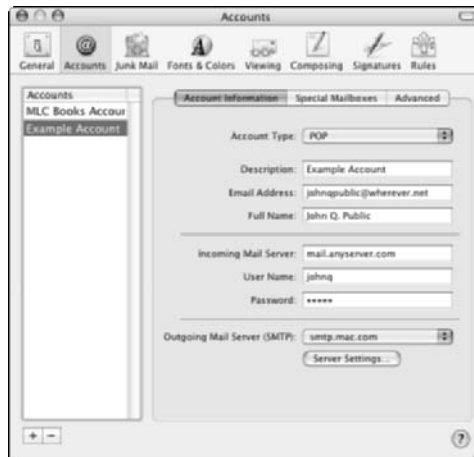 Accounts
General Accounts Junk Mail Fonts & Colors Viewing Composing Signatures Rules
Accounts
MLC Books Accour
Example Account
Account Information Special Mailboxes Advanced
Account Type: POP
Description: Example Account
Email Address: johnqpublic@wherever.net
Full Name: John Q. Public
Incoming Mail Server: mail.anyserver.com
User Name: johnq
Password: •••••
Outgoing Mail Server (SMTP): smtp.mac.com
Server Settings...
+ − ?